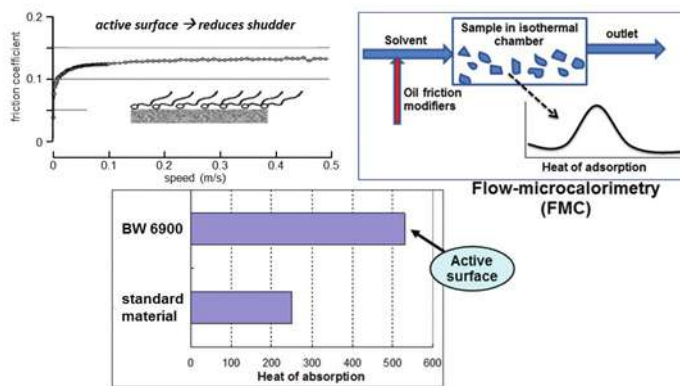 active surface → reduces shudder
friction coefficient
0.2
0.1
0
0
0.1
0.2
0.3
0.4
0.5
speed (m/s)
Solvent
Sample in isothermal
chamber
outlet
Oil friction
modifiers
Heat of adsorption
Flow-microcalorimetry
(FMC)
BW 6900
standard
material
Active
surface
0
100
200
300
400
500
600
Heat of absorption